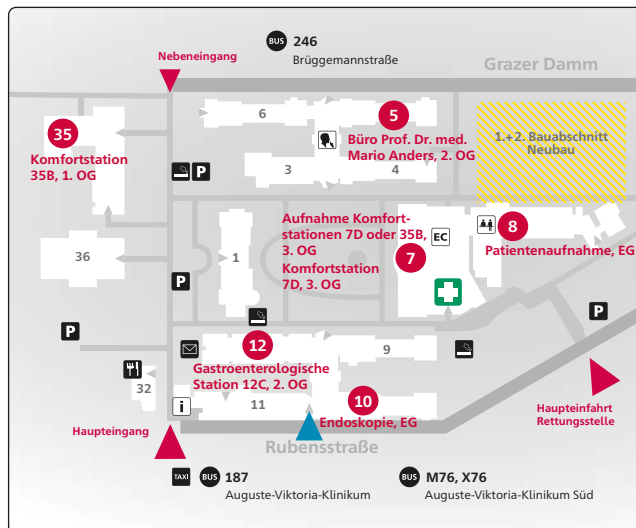 BUS 246
Brüggemannstraße
Nebeneingang
Grazer Damm
35
Komfortstation
35B, 1. OG
6
5
Büro Prof. Dr. med.
Mario Anders, 2. OG
1.+2. Bauabschnitt
Neubau
P
3
4
Aufnahme Komfort-
stationen 7D oder 35B,
3. OG
Komfortstation
7D, 3. OG
EC
7
8
Patientenaufnahme, EG
36
1
P
P
P
12
Gastroenterologische
Station 12C, 2. OG
9
32
i
11
10
Endoskopie, EG
Haupteinfahrt
Rettungsstelle
Haupteingang
Rubensstraße
TAXI BUS 187
Auguste-Viktoria-Klinikum
BUS M76, X76
Auguste-Viktoria-Klinikum Süd